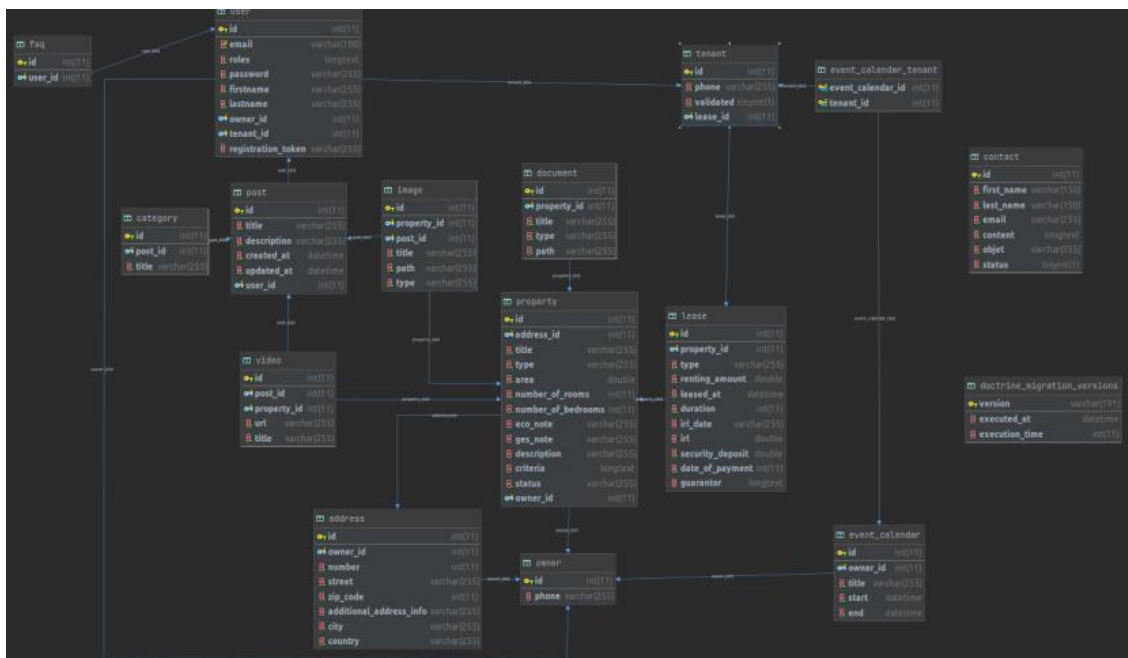 user
id int(11)
email varchar(180)
roles longtext
password varchar(255)
firstname varchar(255)
lastname varchar(255)
owner_id int(11)
tenant_id int(11)
registration_token varchar(255)
faq
id int(11)
user_id int(11)
tenant
id int(11)
phone varchar(255)
validated tinyint(1)
lease_id int(11)
event_calendar_tenant
event_calendar_id int(11)
tenant_id int(11)
contact
id int(11)
first_name varchar(150)
last_name varchar(150)
email varchar(255)
content longtext
objet varchar(255)
status tinyint(1)
document
id int(11)
property_id int(11)
title varchar(255)
type varchar(255)
path varchar(255)
post
id int(11)
title varchar(255)
description varchar(255)
created_at datetime
updated_at datetime
user_id int(11)
image
id int(11)
property_id int(11)
post_id int(11)
title varchar(255)
path varchar(255)
type varchar(255)
category
id int(11)
post_id int(11)
title varchar(255)
property
id int(11)
address_id int(11)
title varchar(255)
type varchar(255)
area double
number_of_rooms int(11)
number_of_bedrooms int(11)
eco_note varchar(255)
ges_note varchar(255)
description varchar(255)
criteria longtext
status varchar(255)
owner_id int(11)
lease
id int(11)
property_id int(11)
type varchar(255)
renting_amount double
leased_at datetime
duration int(11)
irl_date varchar(255)
irl double
security_deposit double
date_of_payment int(11)
guarantor longtext
video
id int(11)
post_id int(11)
property_id int(11)
url varchar(255)
title varchar(255)
doctrine_migration_versions
version varchar(191)
executed_at datetime
execution_time int(11)
address
id int(11)
owner_id int(11)
number int(11)
street varchar(255)
zip_code int(11)
additional_address_info varchar(255)
city varchar(255)
country varchar(255)
owner
id int(11)
phone varchar(255)
event_calendar
id int(11)
owner_id int(11)
title varchar(255)
start datetime
end datetime